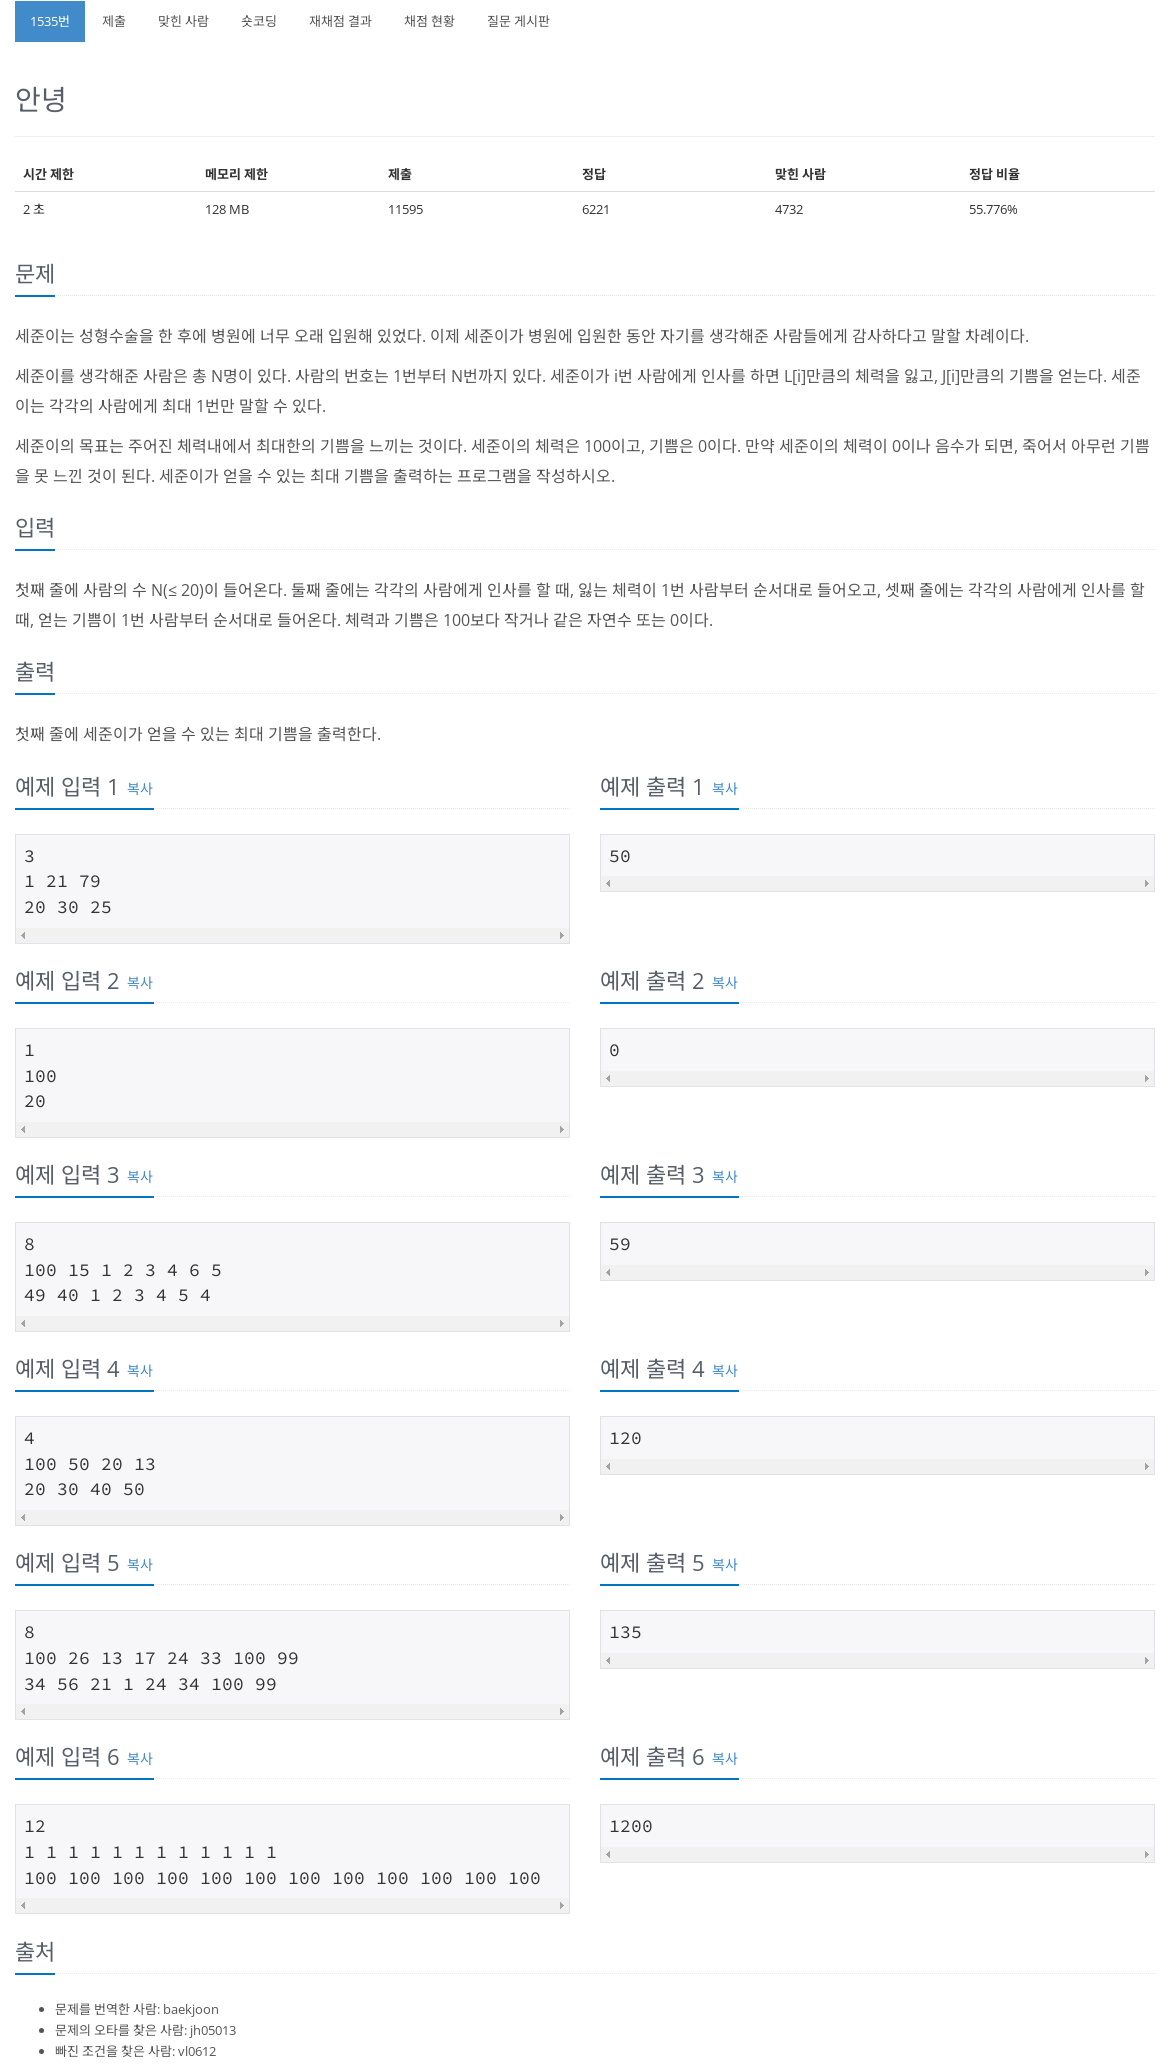 1535번 제출 맞힌 사람 숏코딩 재채점 결과 채점 현황 질문 게시판
안녕
시간 제한 메모리 제한 제출 정답 맞힌 사람 정답 비율
2 초 128 MB 11595 6221 4732 55.776%
문제
세준이는 성형수술을 한 후에 병원에 너무 오래 입원해 있었다. 이제 세준이가 병원에 입원한 동안 자기를 생각해준 사람들에게 감사하다고 말할 차례이다.
세준이를 생각해준 사람은 총 N명이 있다. 사람의 번호는 1번부터 N번까지 있다. 세준이가 i번 사람에게 인사를 하면 L[i]만큼의 체력을 잃고, J[i]만큼의 기쁨을 얻는다. 세준
이는 각각의 사람에게 최대 1번만 말할 수 있다.
세준이의 목표는 주어진 체력내에서 최대한의 기쁨을 느끼는 것이다. 세준이의 체력은 100이고, 기쁨은 0이다. 만약 세준이의 체력이 0이나 음수가 되면, 죽어서 아무런 기쁨
을 못 느낀 것이 된다. 세준이가 얻을 수 있는 최대 기쁨을 출력하는 프로그램을 작성하시오.
입력
첫째 줄에 사람의 수 N(≤ 20)이 들어온다. 둘째 줄에는 각각의 사람에게 인사를 할 때, 잃는 체력이 1번 사람부터 순서대로 들어오고, 셋째 줄에는 각각의 사람에게 인사를 할
때, 얻는 기쁨이 1번 사람부터 순서대로 들어온다. 체력과 기쁨은 100보다 작거나 같은 자연수 또는 0이다.
출력
첫째 줄에 세준이가 얻을 수 있는 최대 기쁨을 출력한다.
예제 입력 1 복사
3
1 21 79
20 30 25
예제 출력 1 복사
50
예제 입력 2 복사
1
100
20
예제 출력 2 복사
0
예제 입력 3 복사
8
100 15 1 2 3 4 6 5
49 40 1 2 3 4 5 4
예제 출력 3 복사
59
예제 입력 4 복사
4
100 50 20 13
20 30 40 50
예제 출력 4 복사
120
예제 입력 5 복사
8
100 26 13 17 24 33 100 99
34 56 21 1 24 34 100 99
예제 출력 5 복사
135
예제 입력 6 복사
12
1 1 1 1 1 1 1 1 1 1 1 1
100 100 100 100 100 100 100 100 100 100 100 100
예제 출력 6 복사
1200
출처
문제를 번역한 사람: baekjoon
문제의 오타를 찾은 사람: jh05013
빠진 조건을 찾은 사람: vl0612